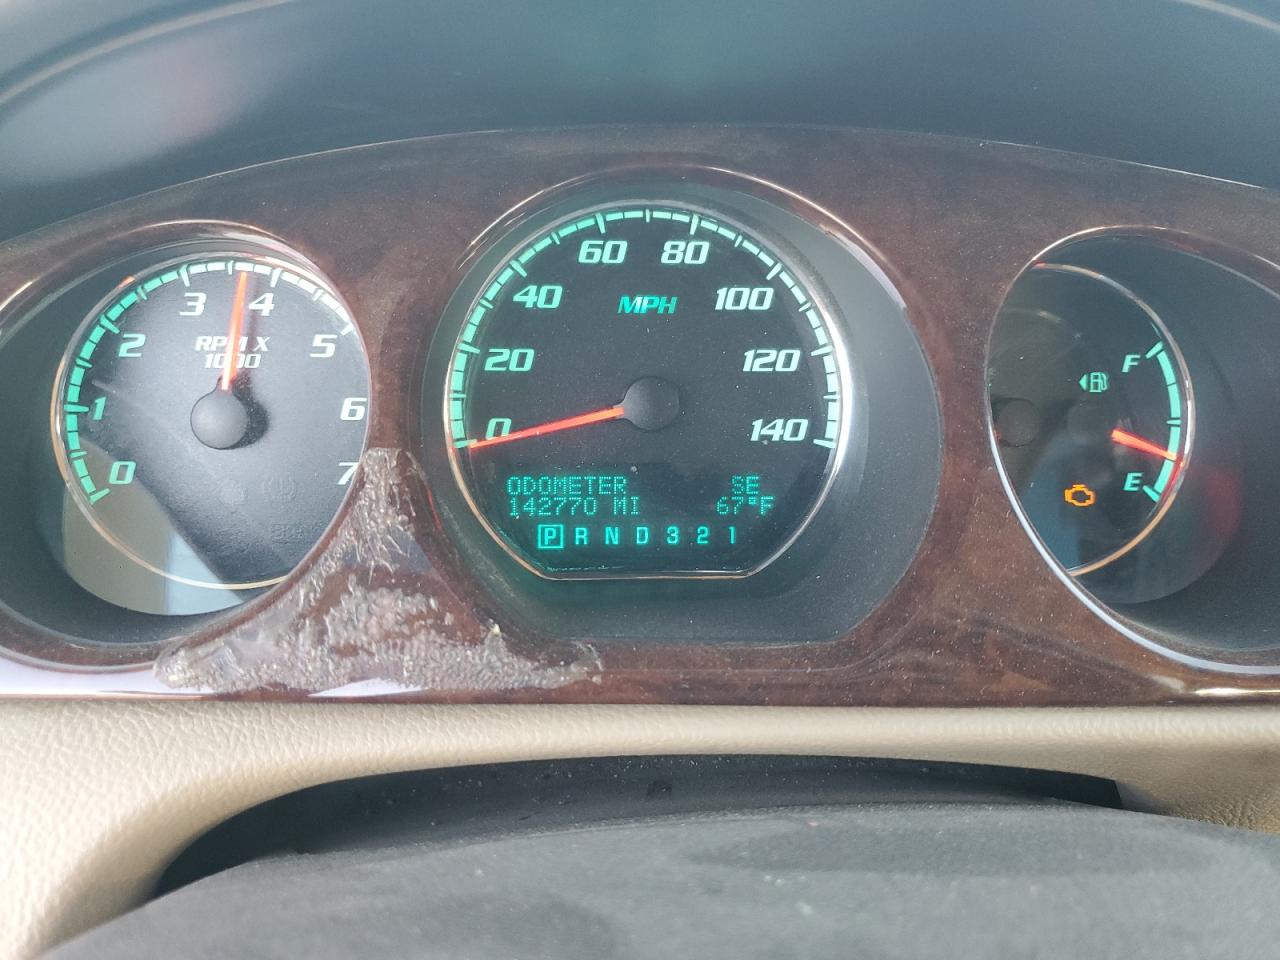 0 1 2 3 4 5 6 7
RPM X
1000
0 20 40 60 80 100 120 140
MPH
ODOMETER SE
142770 MI 67°F
P R N D 3 2 1
F
E